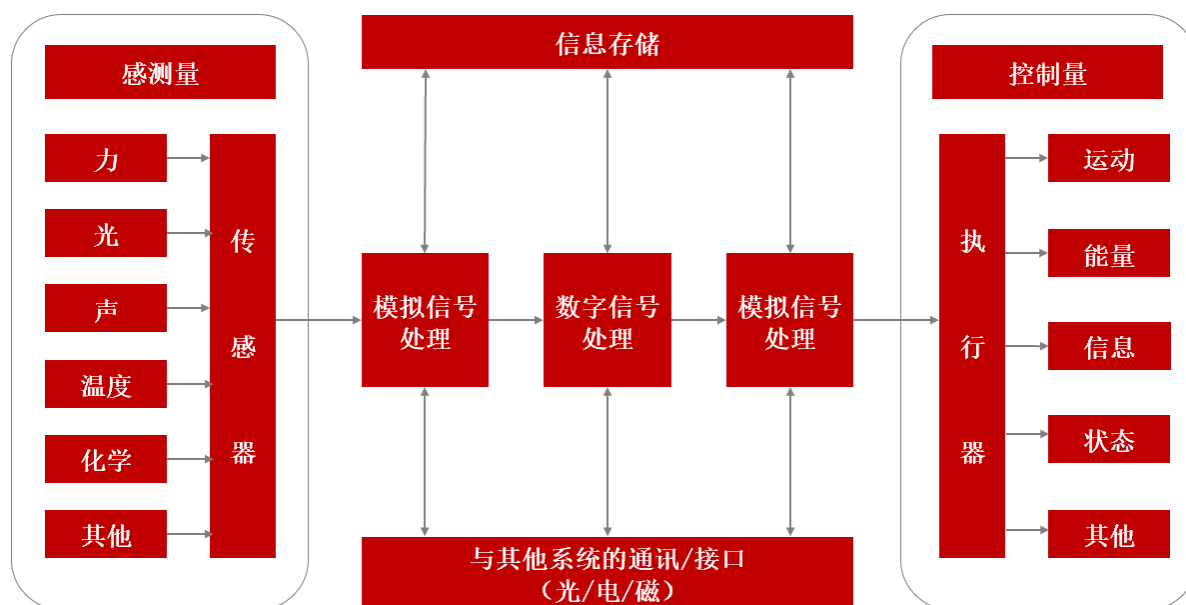 感测量
力
光
声
温度
化学
其他
传
感
器
信息存储
模拟信号
处理
数字信号
处理
模拟信号
处理
与其他系统的通讯/接口
（光/电/磁）
控制量
执
行
器
运动
能量
信息
状态
其他